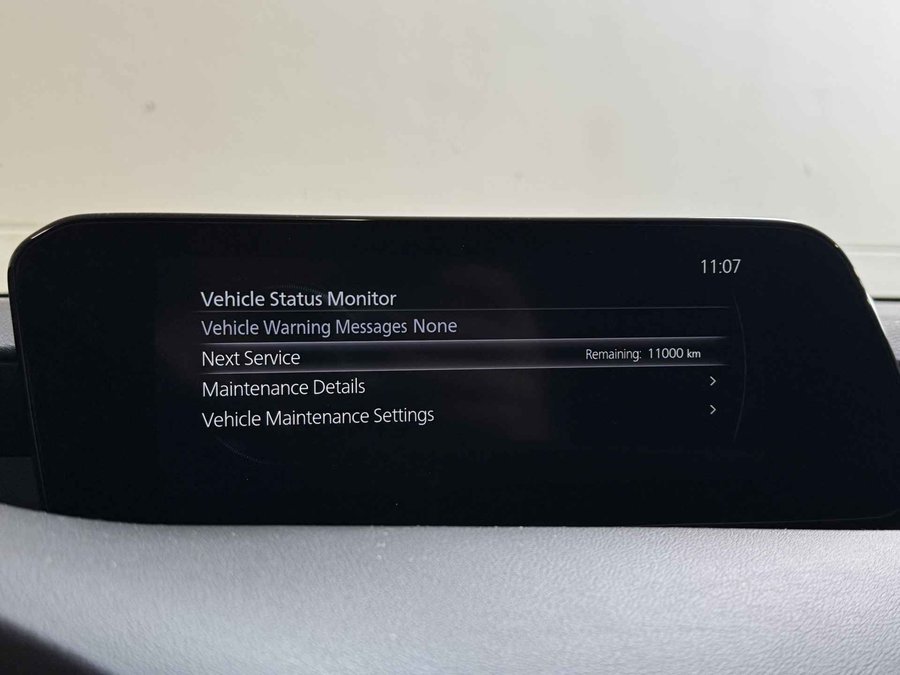 11:07
Vehicle Status Monitor
Vehicle Warning Messages None
Next Service Remaining: 11000 km
Maintenance Details
Vehicle Maintenance Settings